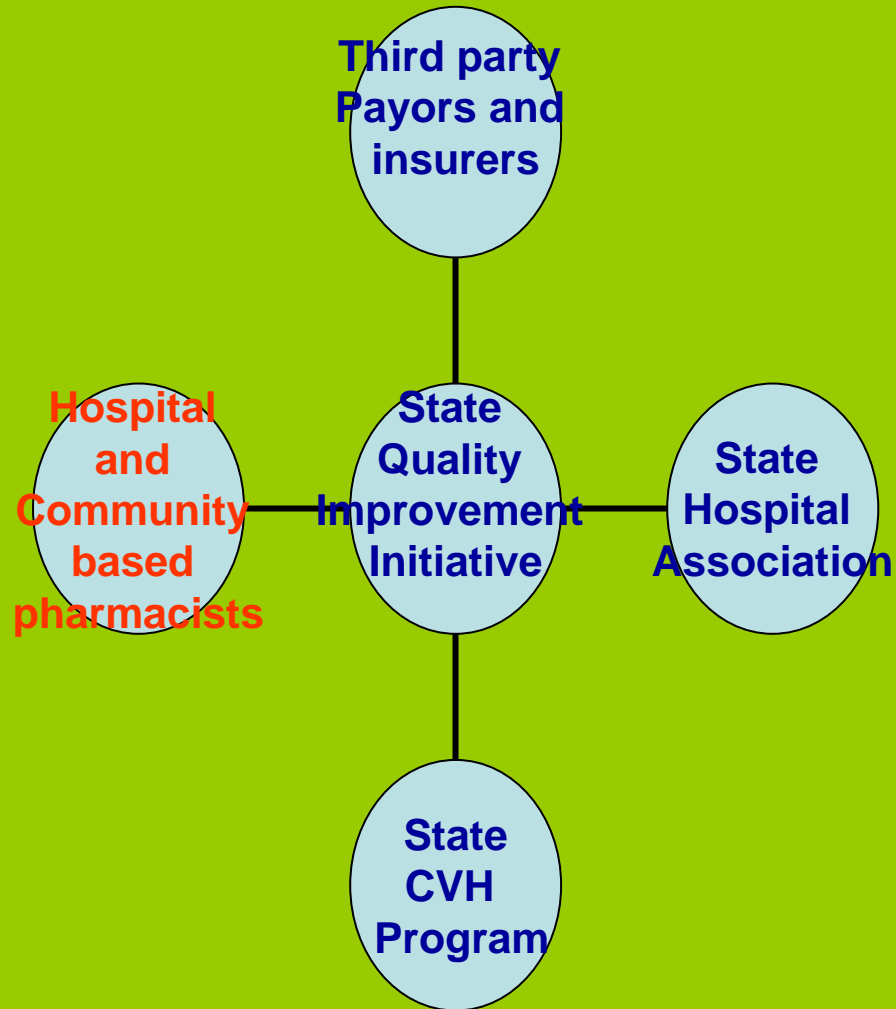 Third party
Payors and
insurers
Hospital
and
Community
based
pharmacists
State
Quality
Improvement
Initiative
State
Hospital
Association
State
CVH
Program